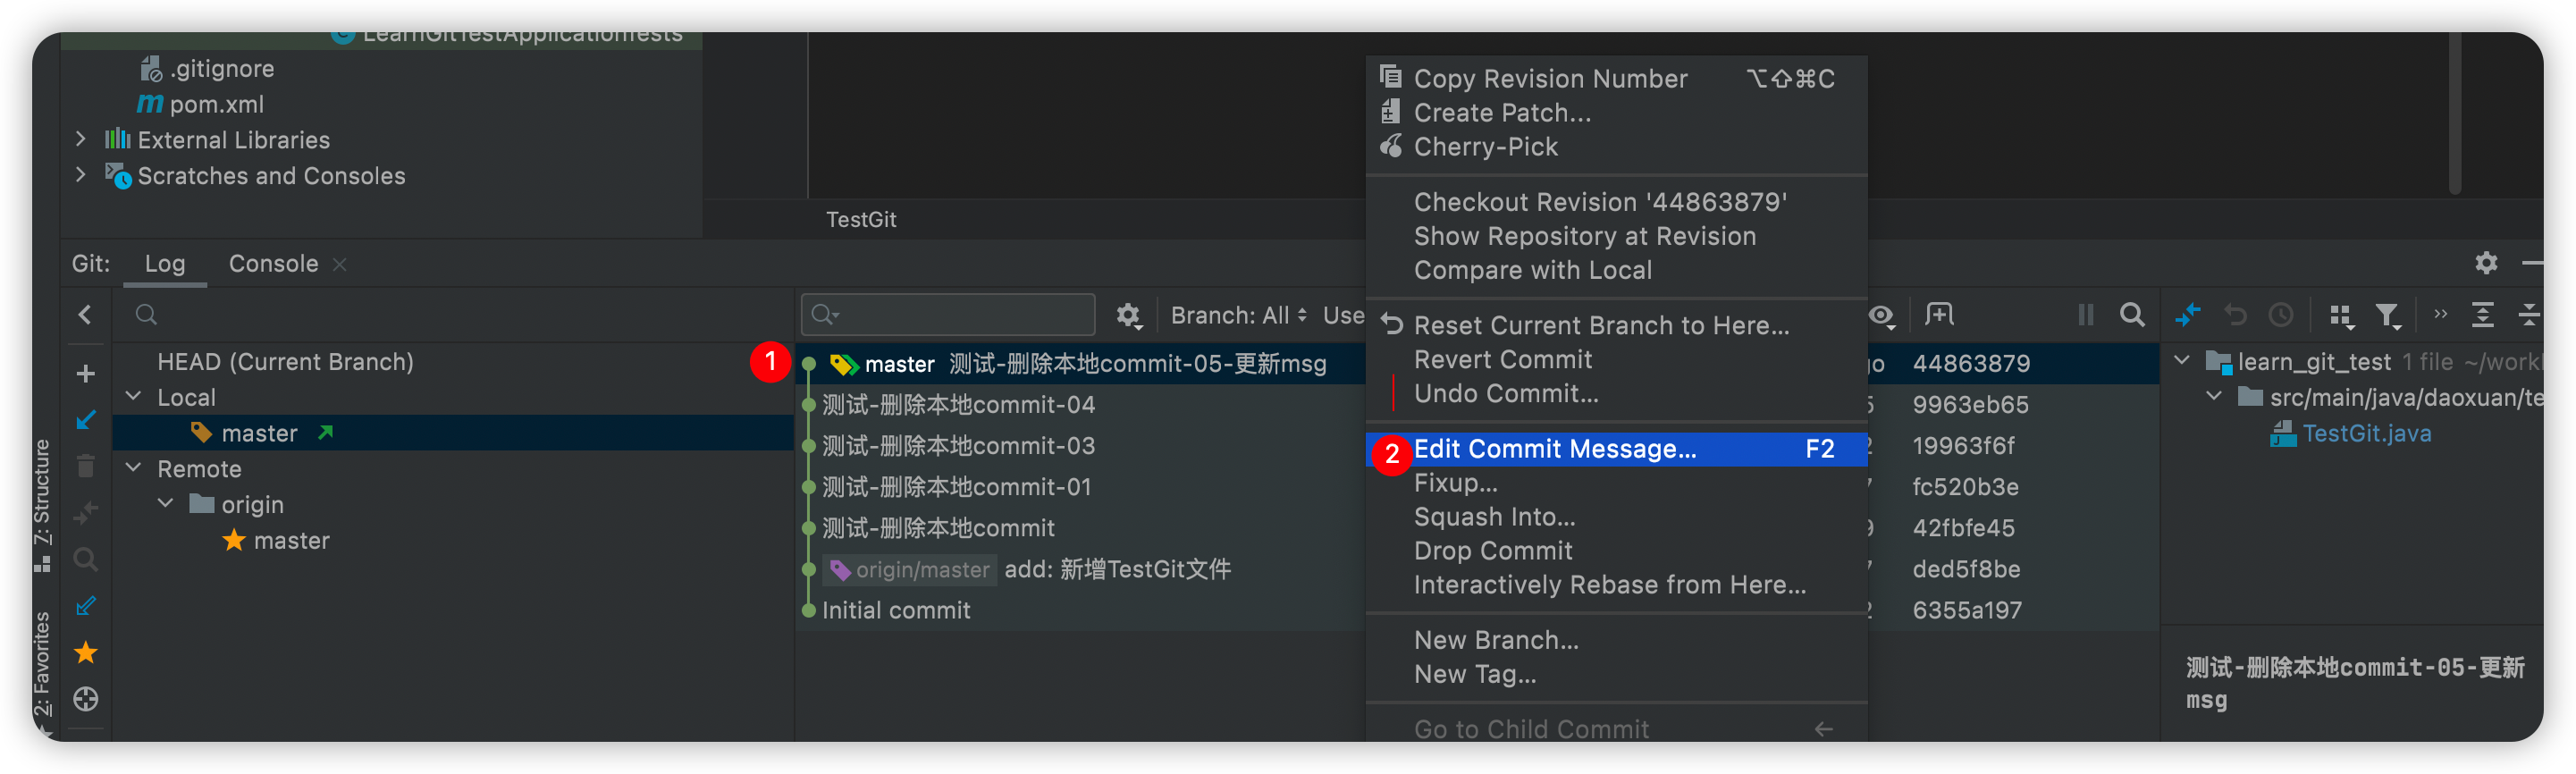 LearnGitTestApplicationTests
.gitignore
pom.xml
External Libraries
Scratches and Consoles
TestGit
Git: Log Console
HEAD (Current Branch)
Local
master
Remote
origin
master
7: Structure
2: Favorites
Branch: All Use
1
master 测试-删除本地commit-05-更新msg 44863879
测试-删除本地commit-04 9963eb65
测试-删除本地commit-03 19963f6f
测试-删除本地commit-01 fc520b3e
测试-删除本地commit 42fbfe45
origin/master add: 新增TestGit文件 ded5f8be
Initial commit 6355a197
Copy Revision Number ⌥⇧⌘C
Create Patch...
Cherry-Pick
Checkout Revision '44863879'
Show Repository at Revision
Compare with Local
Reset Current Branch to Here...
Revert Commit
Undo Commit...
2
Edit Commit Message... F2
Fixup...
Squash Into...
Drop Commit
Interactively Rebase from Here...
New Branch...
New Tag...
Go to Child Commit ←
learn_git_test 1 file ~/work
src/main/java/daoxuan/te
TestGit.java
测试-删除本地commit-05-更新
msg